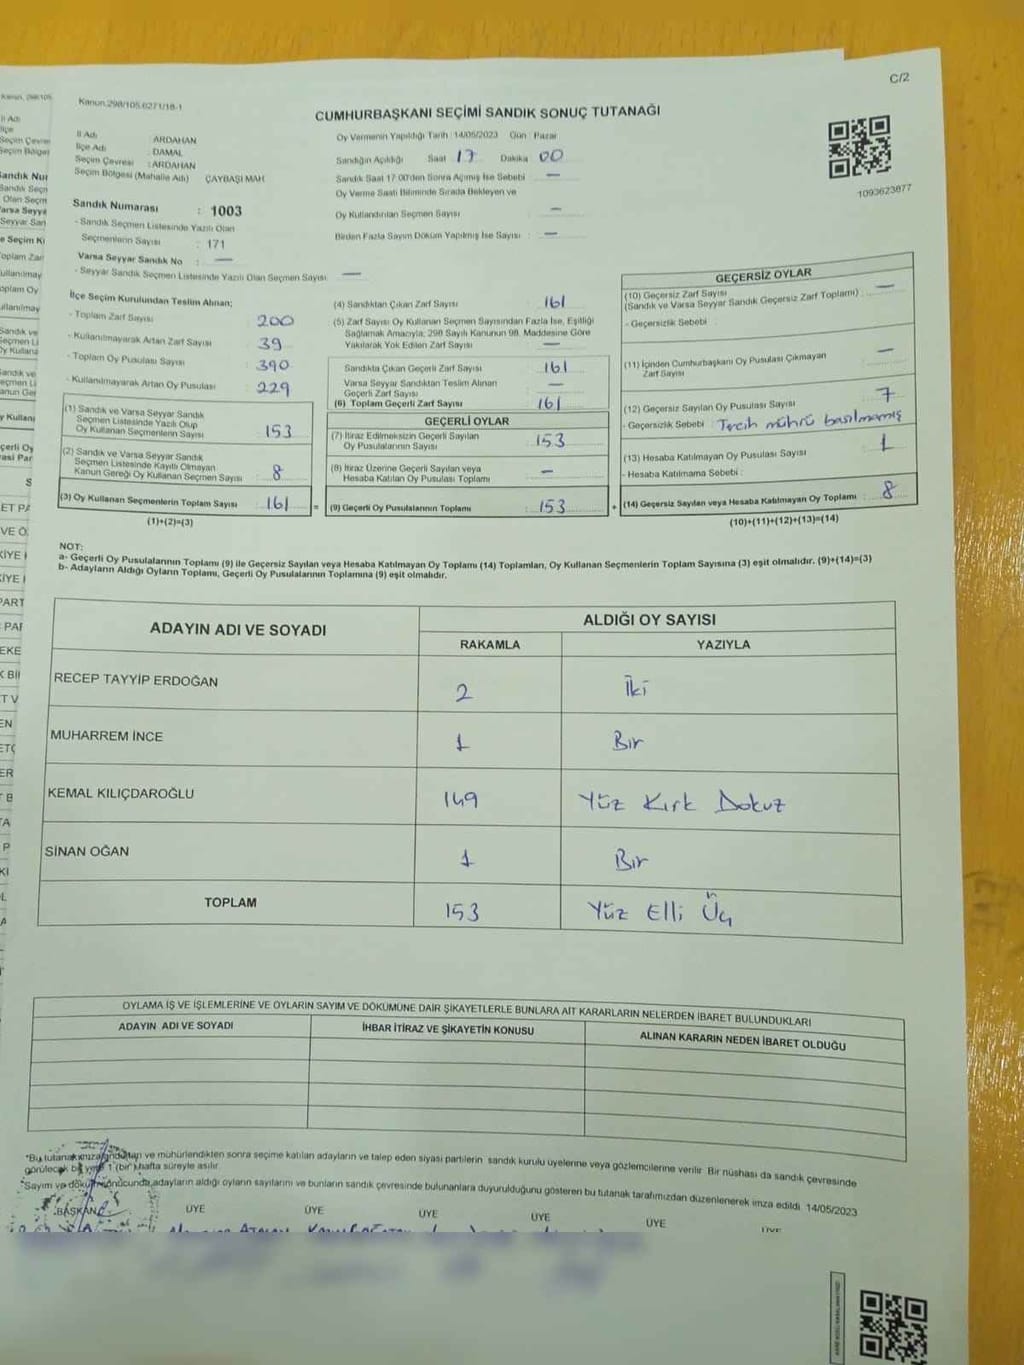 C/2
Kanun.298/105.6271/18-1
CUMHURBAŞKANI SEÇİMİ SANDIK SONUÇ TUTANAĞI
İl Adı : ARDAHAN
İlçe Adı : DAMAL
Seçim Çevresi : ARDAHAN
Seçim Bölgesi (Mahalle Adı) ÇAYBAŞI MAH
Sandık Numarası : 1003
- Sandık Seçmen Listesinde Yazılı Olan
Seçmenlerin Sayısı : 171
Varsa Seyyar Sandık No : —
- Seyyar Sandık Seçmen Listesinde Yazılı Olan Seçmen Sayısı —
Oy Vermenin Yapıldığı Tarih :14/05/2023 Gün : Pazar
Sandığın Açıldığı Saat 17 Dakika 00
Sandık Saat 17:00'den Sonra Açımış İse Sebebi : —
Oy Verme Saati Bitiminde Sırada Bekleyen ve
Oy Kullandırılan Seçmen Sayısı : —
Birden Fazla Sayım Döküm Yapılmış İse Sayısı : —
1093623877
İlçe Seçim Kurulundan Teslim Alınan;
- Toplam Zarf Sayısı : 200
- Kullanılmayarak Artan Zarf Sayısı : 39
- Toplam Oy Pusulası Sayısı : 390
- Kullanılmayarak Artan Oy Pusulası : 229
(1) Sandık ve Varsa Seyyar Sandık
Seçmen Listesinde Yazılı Olup
Oy Kullanan Seçmenlerin Sayısı : 153
(2) Sandık ve Varsa Seyyar Sandık
Seçmen Listesinde Kayıtlı Olmayan
Kanun Gereği Oy Kullanan Seçmen Sayısı : 8
(3) Oy Kullanan Seçmenlerin Toplam Sayısı : 161
(1)+(2)=(3)
(4) Sandıktan Çıkan Zarf Sayısı : 161
(5) Zarf Sayısı Oy Kullanan Seçmen Sayısından Fazla İse, Eşitliği
Sağlamak Amacıyla; 298 Sayılı Kanunun 98. Maddesine Göre
Yakılarak Yok Edilen Zarf Sayısı : —
Sandıkta Çıkan Geçerli Zarf Sayısı : 161
Varsa Seyyar Sandıktan Teslim Alınan
Geçerli Zarf Sayısı : —
(6) Toplam Geçerli Zarf Sayısı : 161
GEÇERLİ OYLAR
(7) İtiraz Edilmeksizin Geçerli Sayılan
Oy Pusulalarının Sayısı : 153
(8) İtiraz Üzerine Geçerli Sayılan veya
Hesaba Katılan Oy Pusulası Toplamı : —
= (9) Geçerli Oy Pusulalarının Toplamı : 153
GEÇERSİZ OYLAR
(10) Geçersiz Zarf Sayısı
(Sandık ve Varsa Seyyar Sandık Geçersiz Zarf Toplamı) : —
- Geçersizlik Sebebi :
(11) İçinden Cumhurbaşkanı Oy Pusulası Çıkmayan
Zarf Sayısı : —
(12) Geçersiz Sayılan Oy Pusulası Sayısı : 7
- Geçersizlik Sebebi : Tercih mührü basılmamış
(13) Hesaba Katılmayan Oy Pusulası Sayısı : 1
- Hesaba Katılmama Sebebi :
+ (14) Geçersiz Sayılan veya Hesaba Katılmayan Oy Toplamı : 8
(10)+(11)+(12)+(13)=(14)
NOT:
a- Geçerli Oy Pusulalarının Toplamı (9) ile Geçersiz Sayılan veya Hesaba Katılmayan Oy Toplamı (14) Toplamları, Oy Kullanan Seçmenlerin Toplam Sayısına (3) eşit olmalıdır. (9)+(14)=(3)
b- Adayların Aldığı Oyların Toplamı, Geçerli Oy Pusulalarının Toplamına (9) eşit olmalıdır.
ADAYIN ADI VE SOYADI ALDIĞI OY SAYISI
RAKAMLA YAZIYLA
RECEP TAYYİP ERDOĞAN 2 İki
MUHARREM İNCE 1 Bir
KEMAL KILIÇDAROĞLU 149 Yüz Kırk Dokuz
SİNAN OĞAN 1 Bir
TOPLAM 153 Yüz Elli Üç
OYLAMA İŞ VE İŞLEMLERİNE VE OYLARIN SAYIM VE DÖKÜMÜNE DAİR ŞİKAYETLERLE BUNLARA AİT KARARLARIN NELERDEN İBARET BULUNDUKLARI
ADAYIN ADI VE SOYADI İHBAR İTİRAZ VE ŞİKAYETİN KONUSU ALINAN KARARIN NEDEN İBARET OLDUĞU
*Bu tutanak ve mühürlendikten sonra seçime katılan adayların ve talep eden siyasi partilerin sandık kurulu üyelerine veya gözlemcilerine verilir. Bir nüshası da sandık çevresinde
görülecek bir yere 1 (bir) hafta süreyle asılır.
*Sayım ve döküm sonucunda adayların aldığı oyların sayılarını ve bunların sandık çevresinde bulunanlara duyurulduğunu gösteren bu tutanak tarafımızdan düzenlenerek imza edildi. 14/05/2023
BAŞKAN ÜYE ÜYE ÜYE ÜYE ÜYE ÜYE